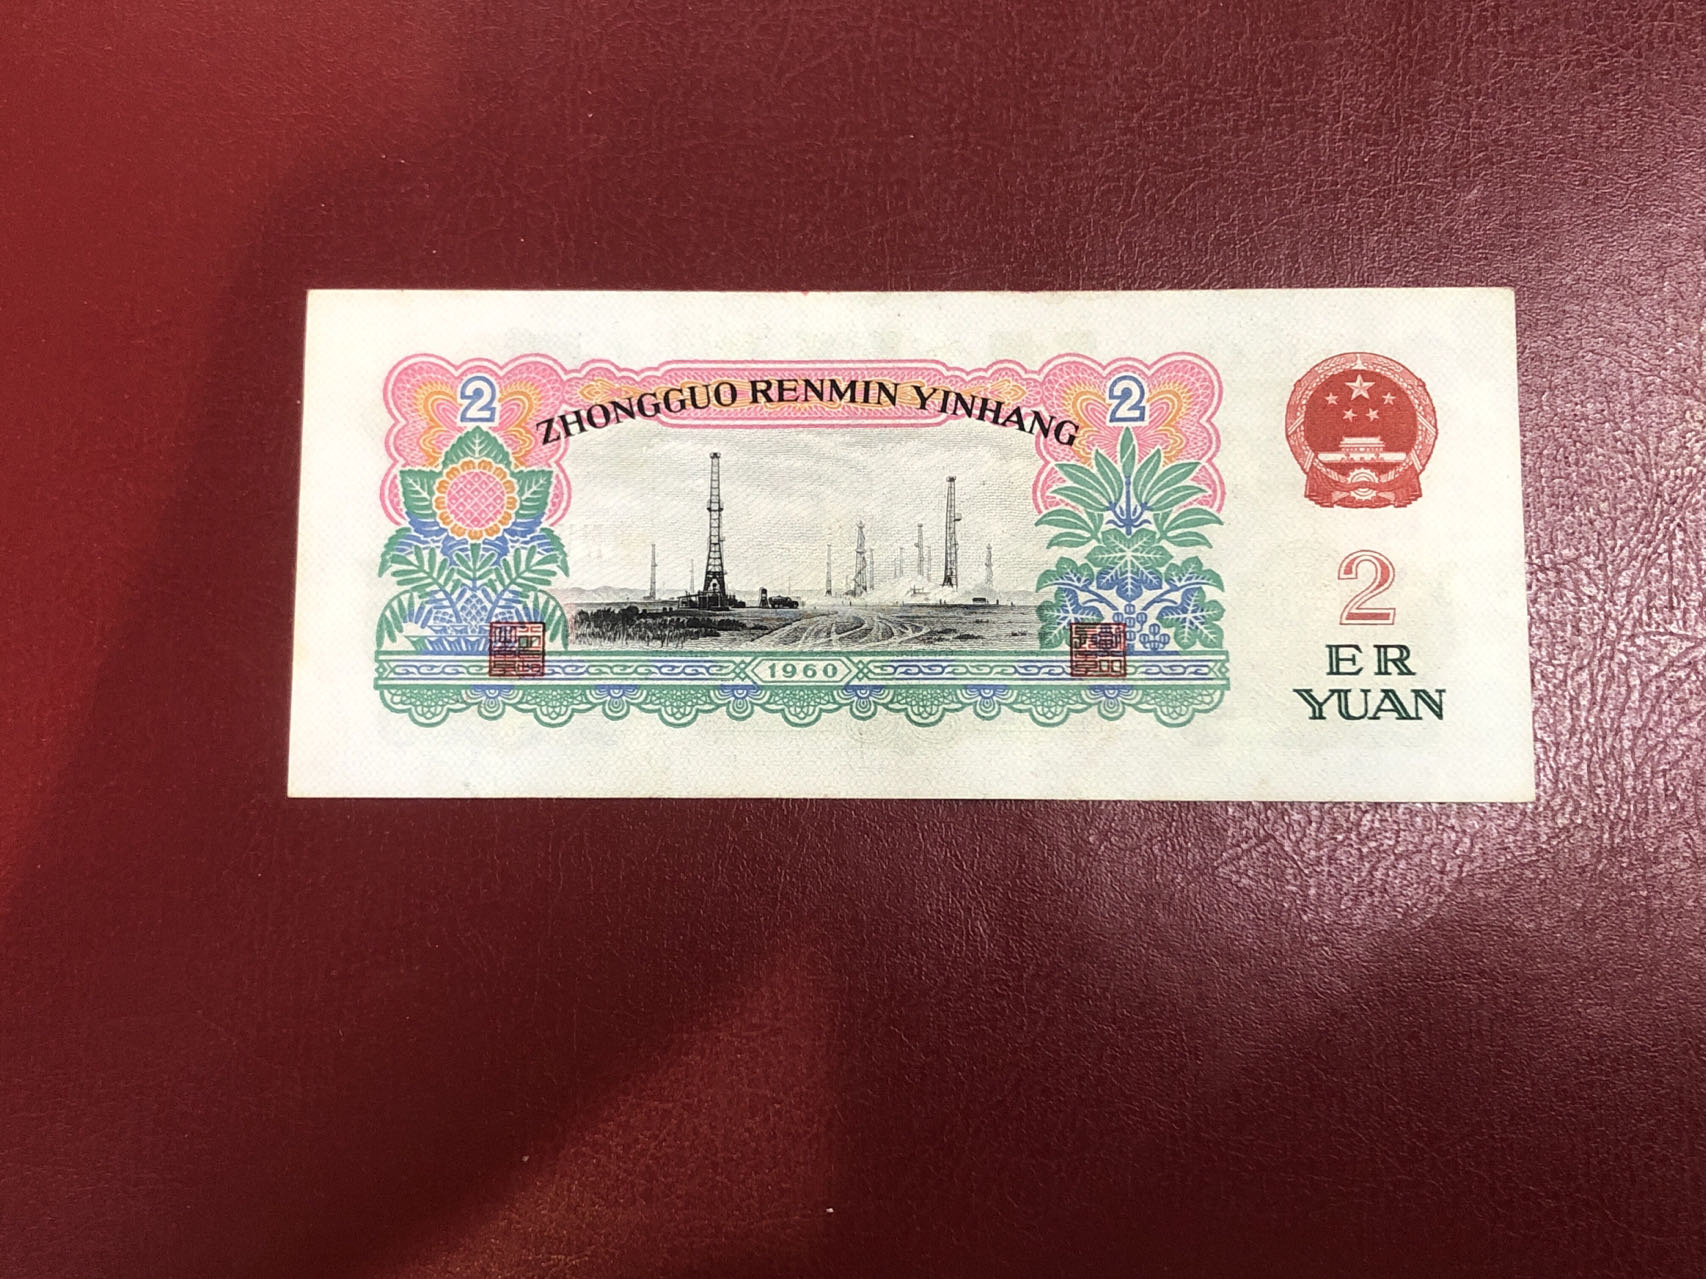 2
ZHONGGUO RENMIN YINHANG
2
1960
2
ER
YUAN